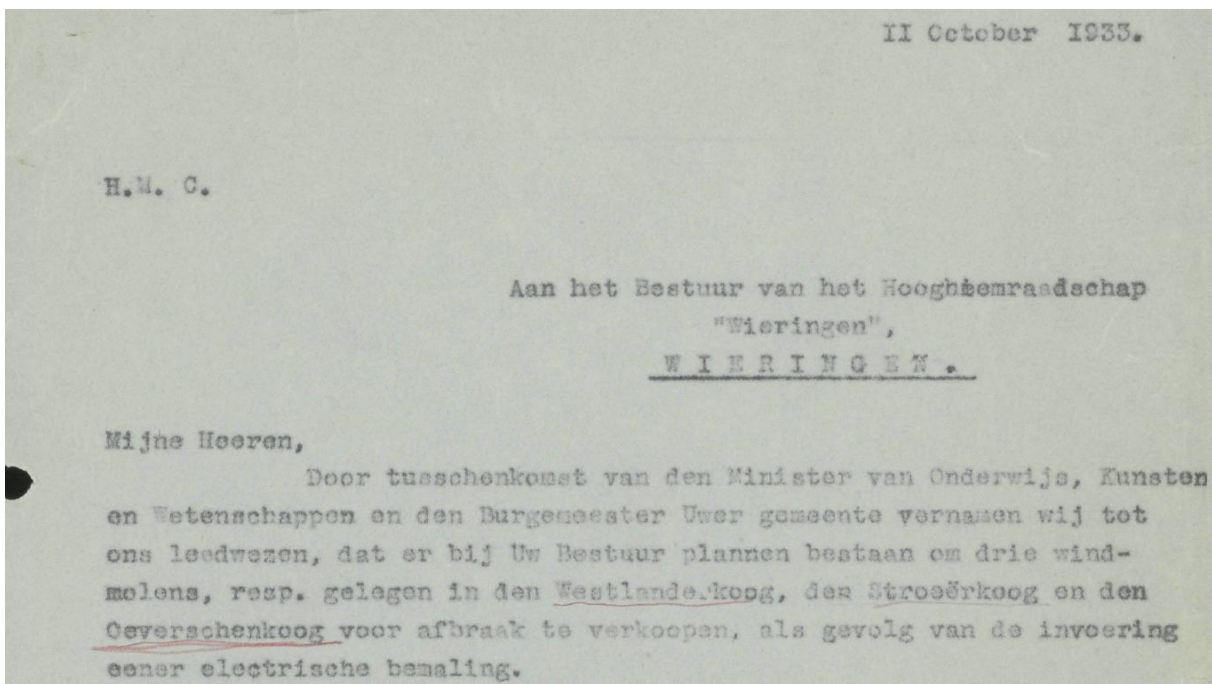 II October 1933.
H.M. C.
Aan het Bestuur van het Hoogheemraadschap
"Wieringen",
W I E R I N G E N.
Mijne Heeren,
Door tusschenkomst van den Minister van Onderwijs, Kunsten
en Wetenschappen en den Burgemeester Uwer gemeente vernamen wij tot
ons leedwezen, dat er bij Uw Bestuur plannen bestaan om drie wind-
molens, resp. gelegen in den Westlanderkoog, den Stroeërkoog en den
Oeverschenkoog voor afbraak te verkoopen, als gevolg van de invoering
eener electrische bemaling.